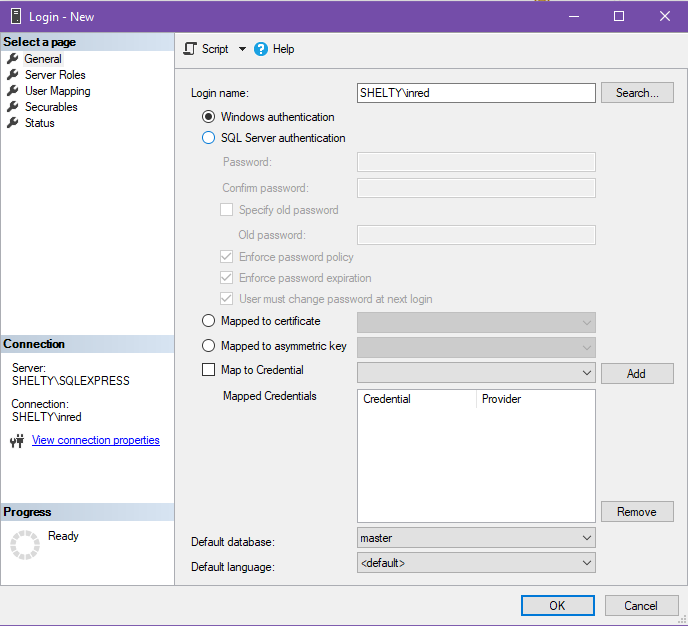 Login - New
Select a page
General
Server Roles
User Mapping
Securables
Status
Connection
Server:
SHELTY\SQLEXPRESS
Connection:
SHELTY\inred
View connection properties
Progress
Ready
Script
Help
Login name:
SHELTY\inred
Search...
Windows authentication
SQL Server authentication
Password:
Confirm password:
Specify old password
Old password:
Enforce password policy
Enforce password expiration
User must change password at next login
Mapped to certificate
Mapped to asymmetric key
Map to Credential
Add
Mapped Credentials
Credential
Provider
Remove
Default database:
master
Default language:
<default>
OK
Cancel